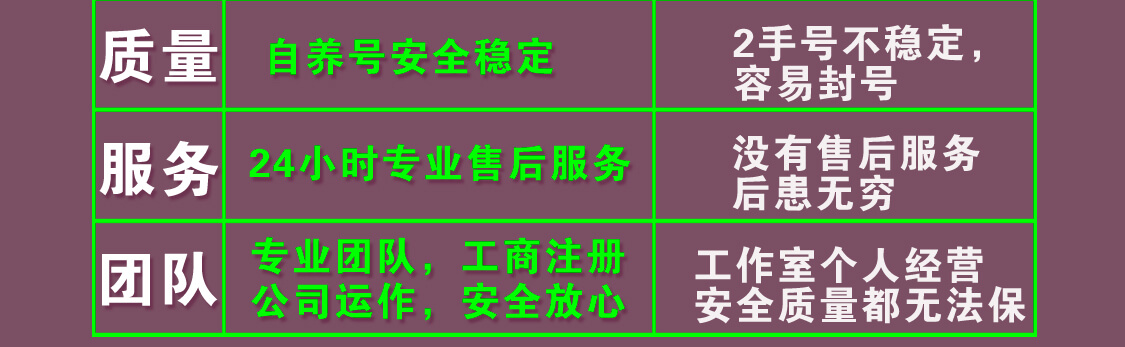 质量
自养号安全稳定
2手号不稳定，
容易封号
服务
24小时专业售后服务
没有售后服务
后患无穷
团队
专业团队，工商注册
公司运作，安全放心
工作室个人经营
安全质量都无法保